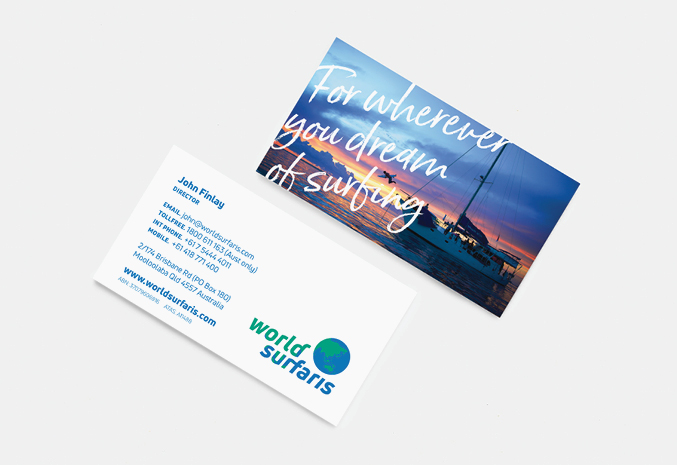 For wherever
you dream
of surfing
John Finlay
DIRECTOR
EMAIL. john@worldsurfaris.com
TOLLFREE. 1800 611 163 (Aust only)
INT PHONE. +61 7 5444 4011
MOBILE. +61 418 771 400
2/174 Brisbane Rd (PO Box 180)
Mooloolaba Qld 4557 Australia
www.worldsurfaris.com
ABN.
ATAS.
world
surfaris